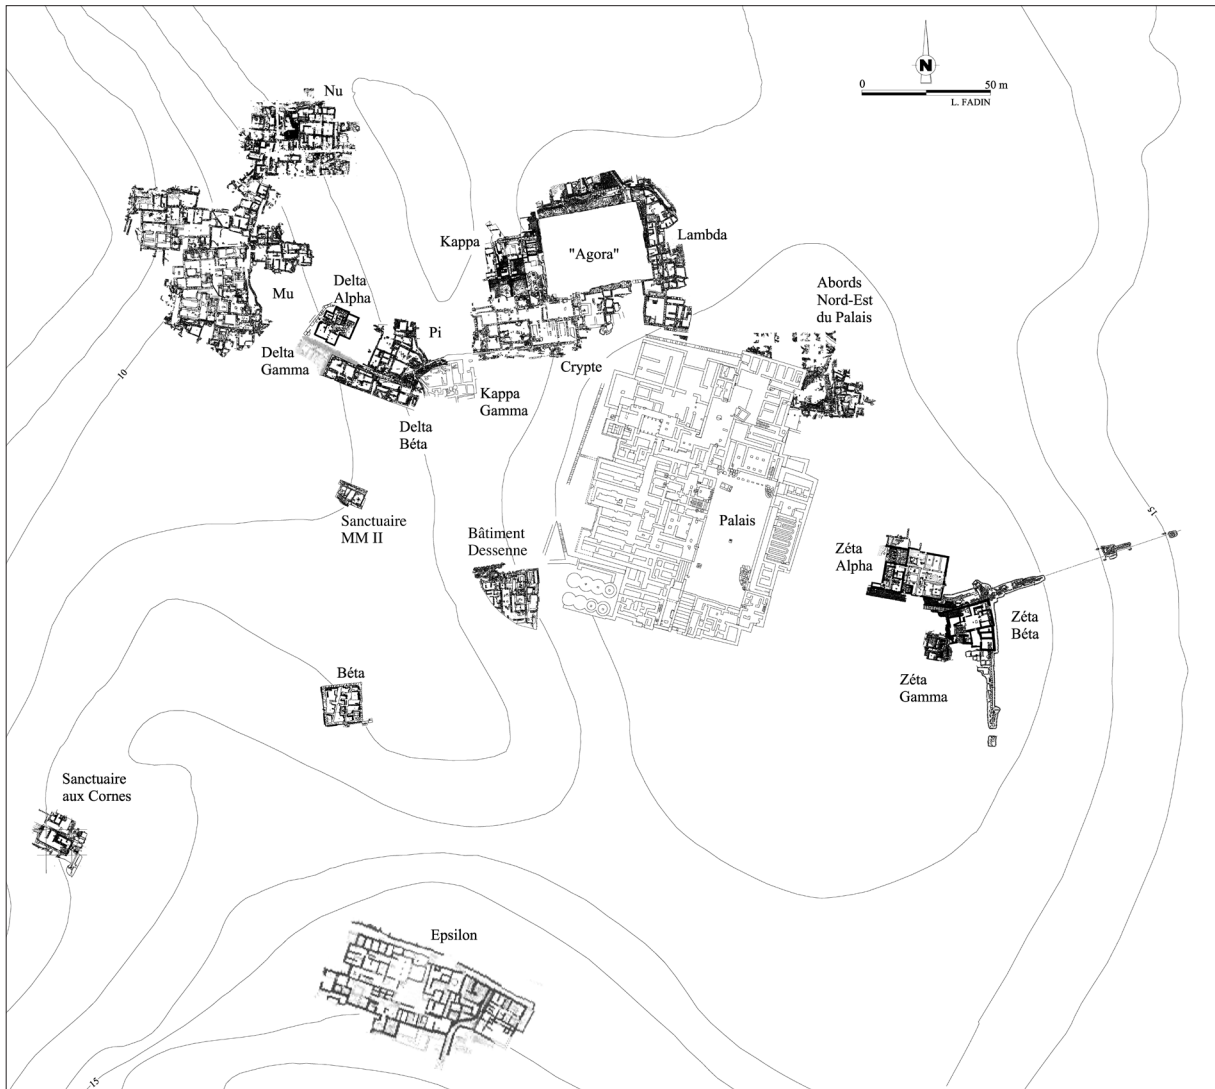 N
0
50 m
L. FADIN
Nu
Kappa
"Agora"
Lambda
Mu
Delta
Alpha
Pi
Abords
Nord-Est
du Palais
Delta
Gamma
Crypte
10
Kappa
Gamma
Delta
Béta
Sanctuaire
MM II
Palais
15
Bâtiment
Dessenne
Zéta
Alpha
Zéta
Béta
Béta
Zéta
Gamma
Sanctuaire
aux Cornes
Epsilon
15